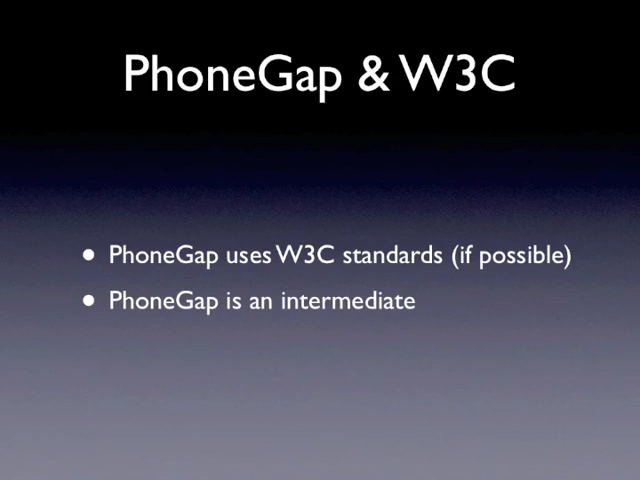 PhoneGap & W3C
• PhoneGap uses W3C standards (if possible)
• PhoneGap is an intermediate